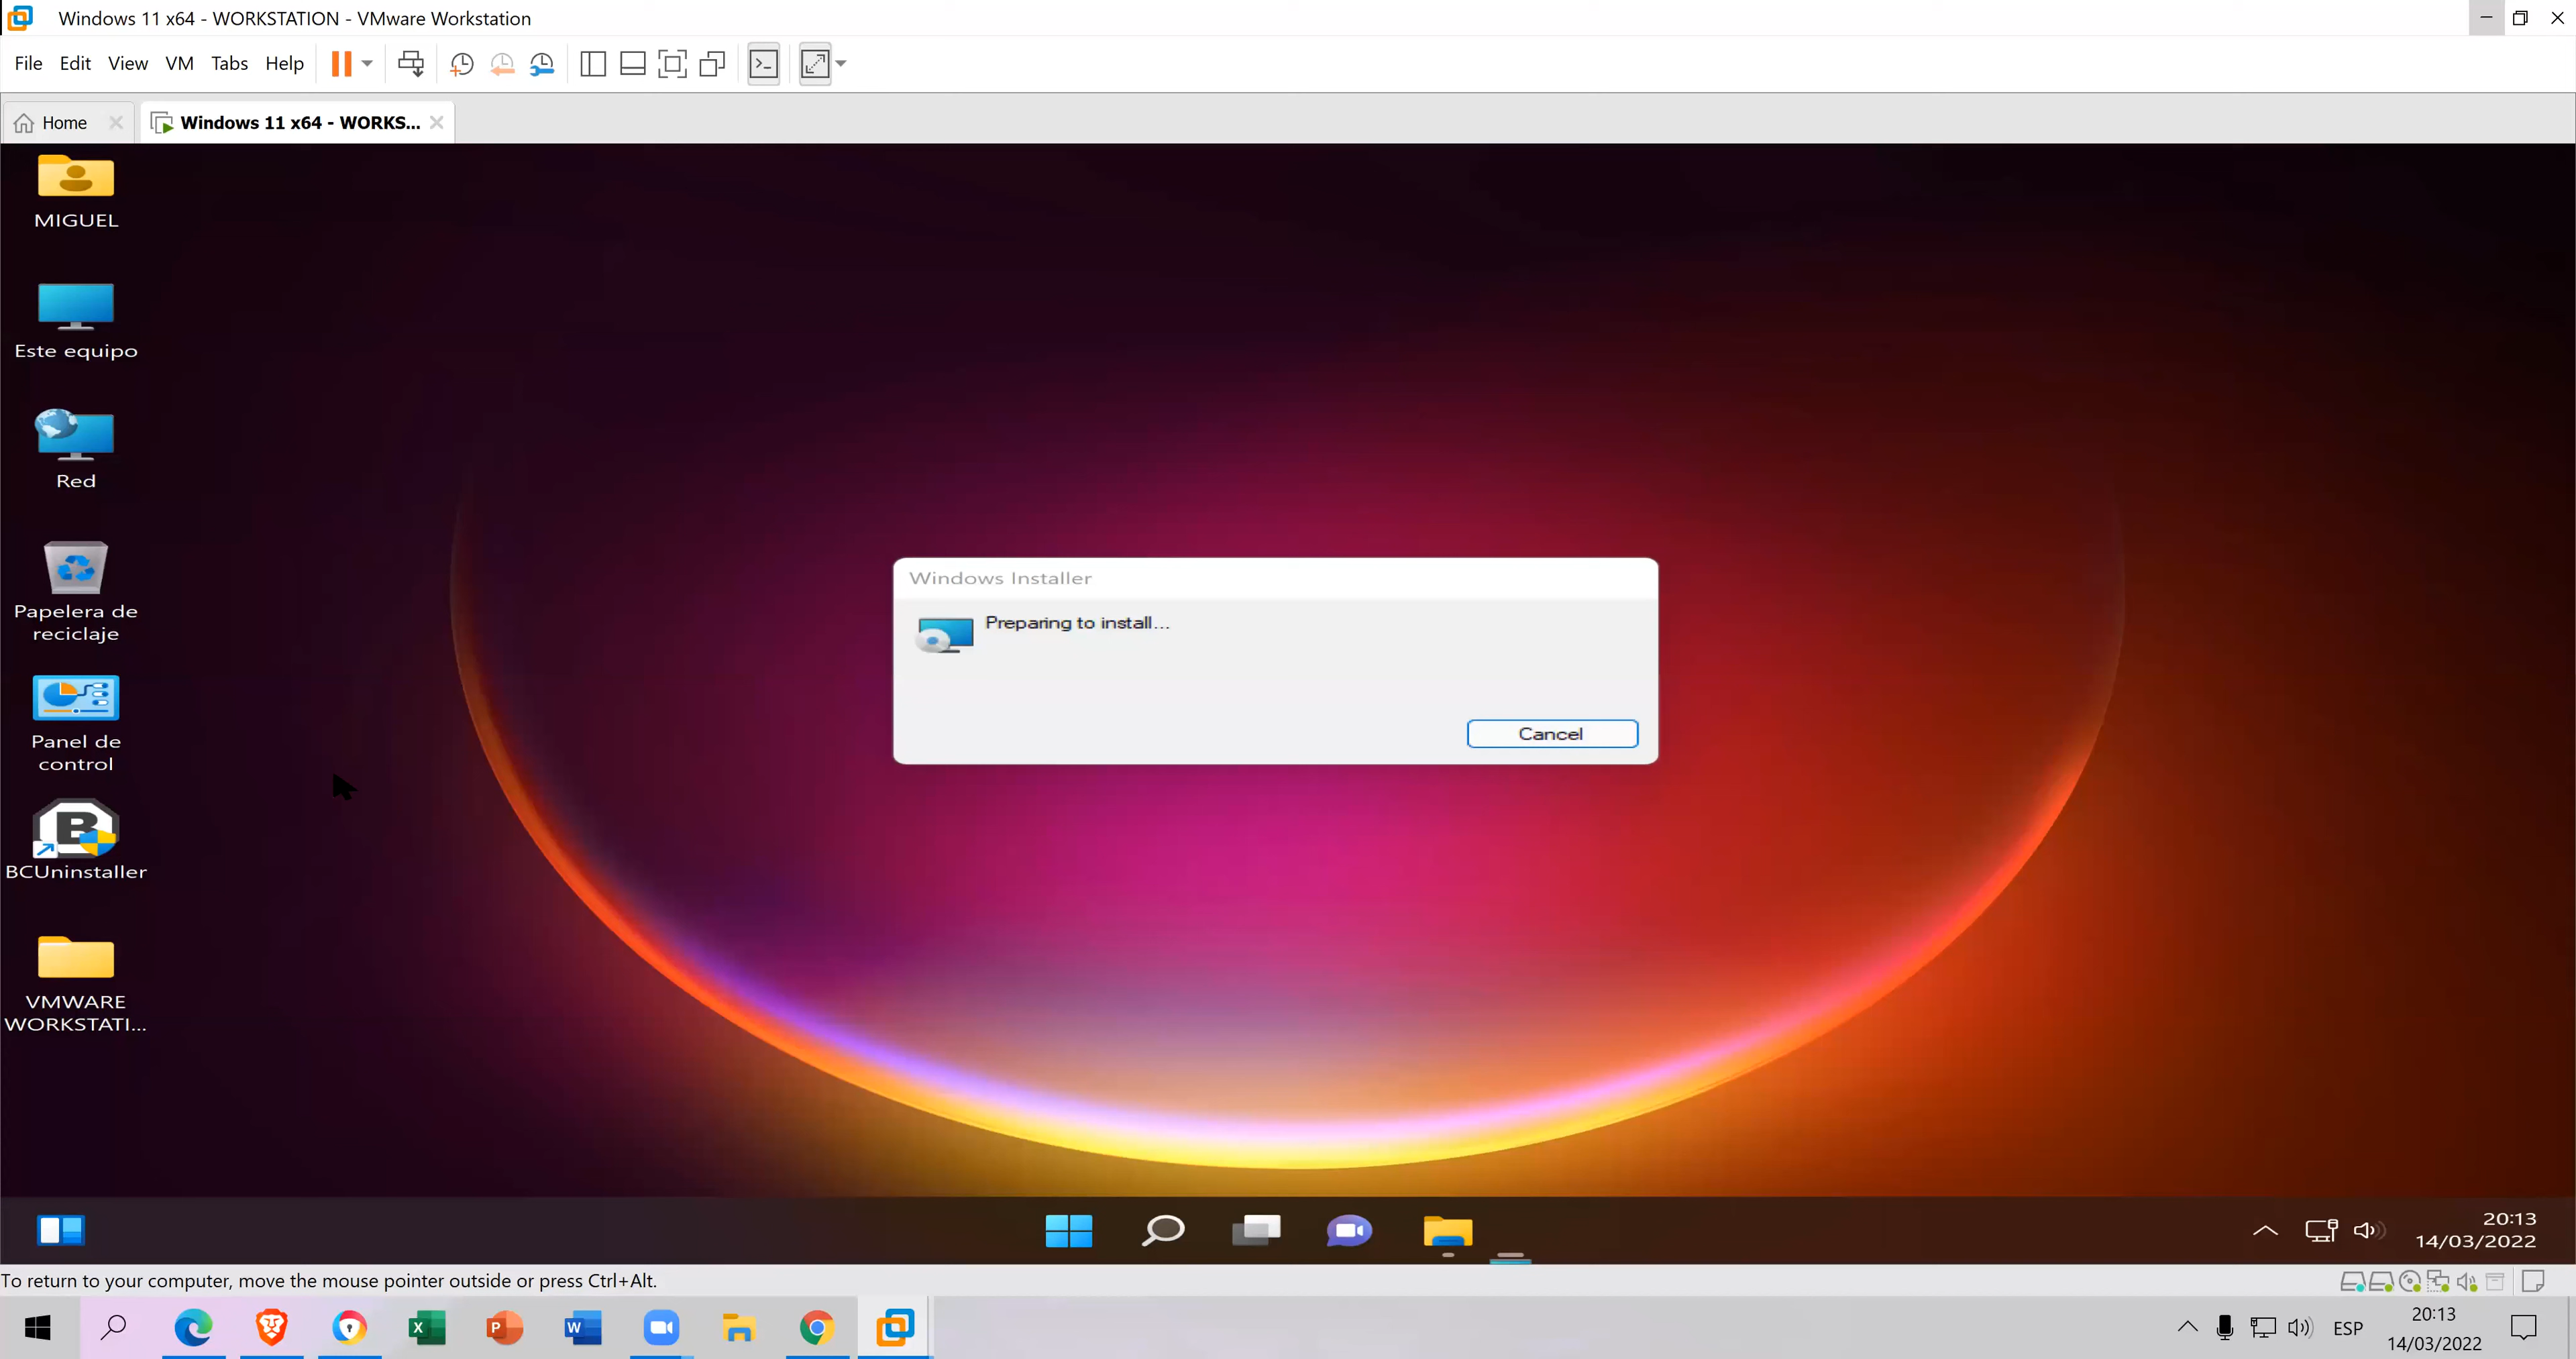 Windows 11 x64 - WORKSTATION - VMware Workstation
File Edit View VM Tabs Help
Home
Windows 11 x64 - WORKS...
MIGUEL
Este equipo
Red
Papelera de
reciclaje
Panel de
control
BCUninstaller
VMWARE
WORKSTATI...
Windows Installer
Preparing to install...
Cancel
20:13
14/03/2022
To return to your computer, move the mouse pointer outside or press Ctrl+Alt.
ESP
20:13
14/03/2022